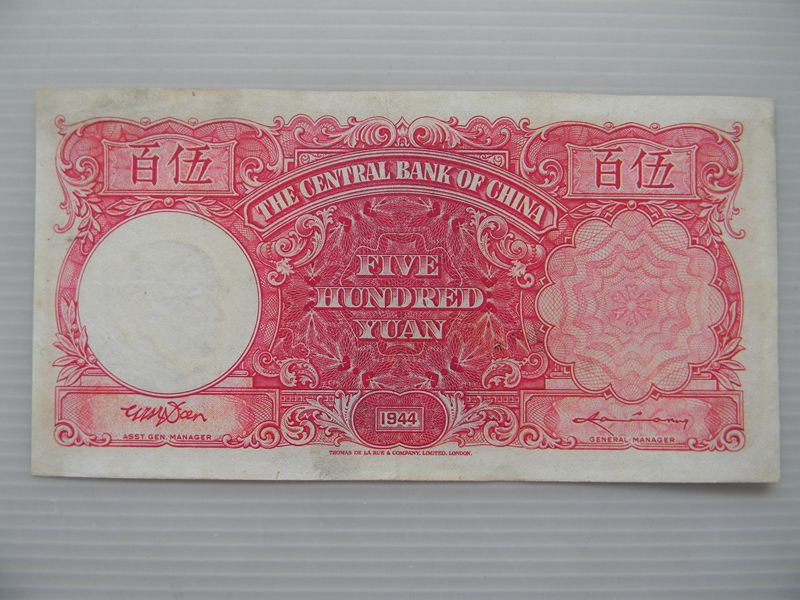 百伍
百伍
THE CENTRAL BANK OF CHINA
FIVE
HUNDRED
YUAN
1944
ASST. GEN. MANAGER
GENERAL MANAGER
THOMAS DE LA RUE & COMPANY, LIMITED, LONDON.